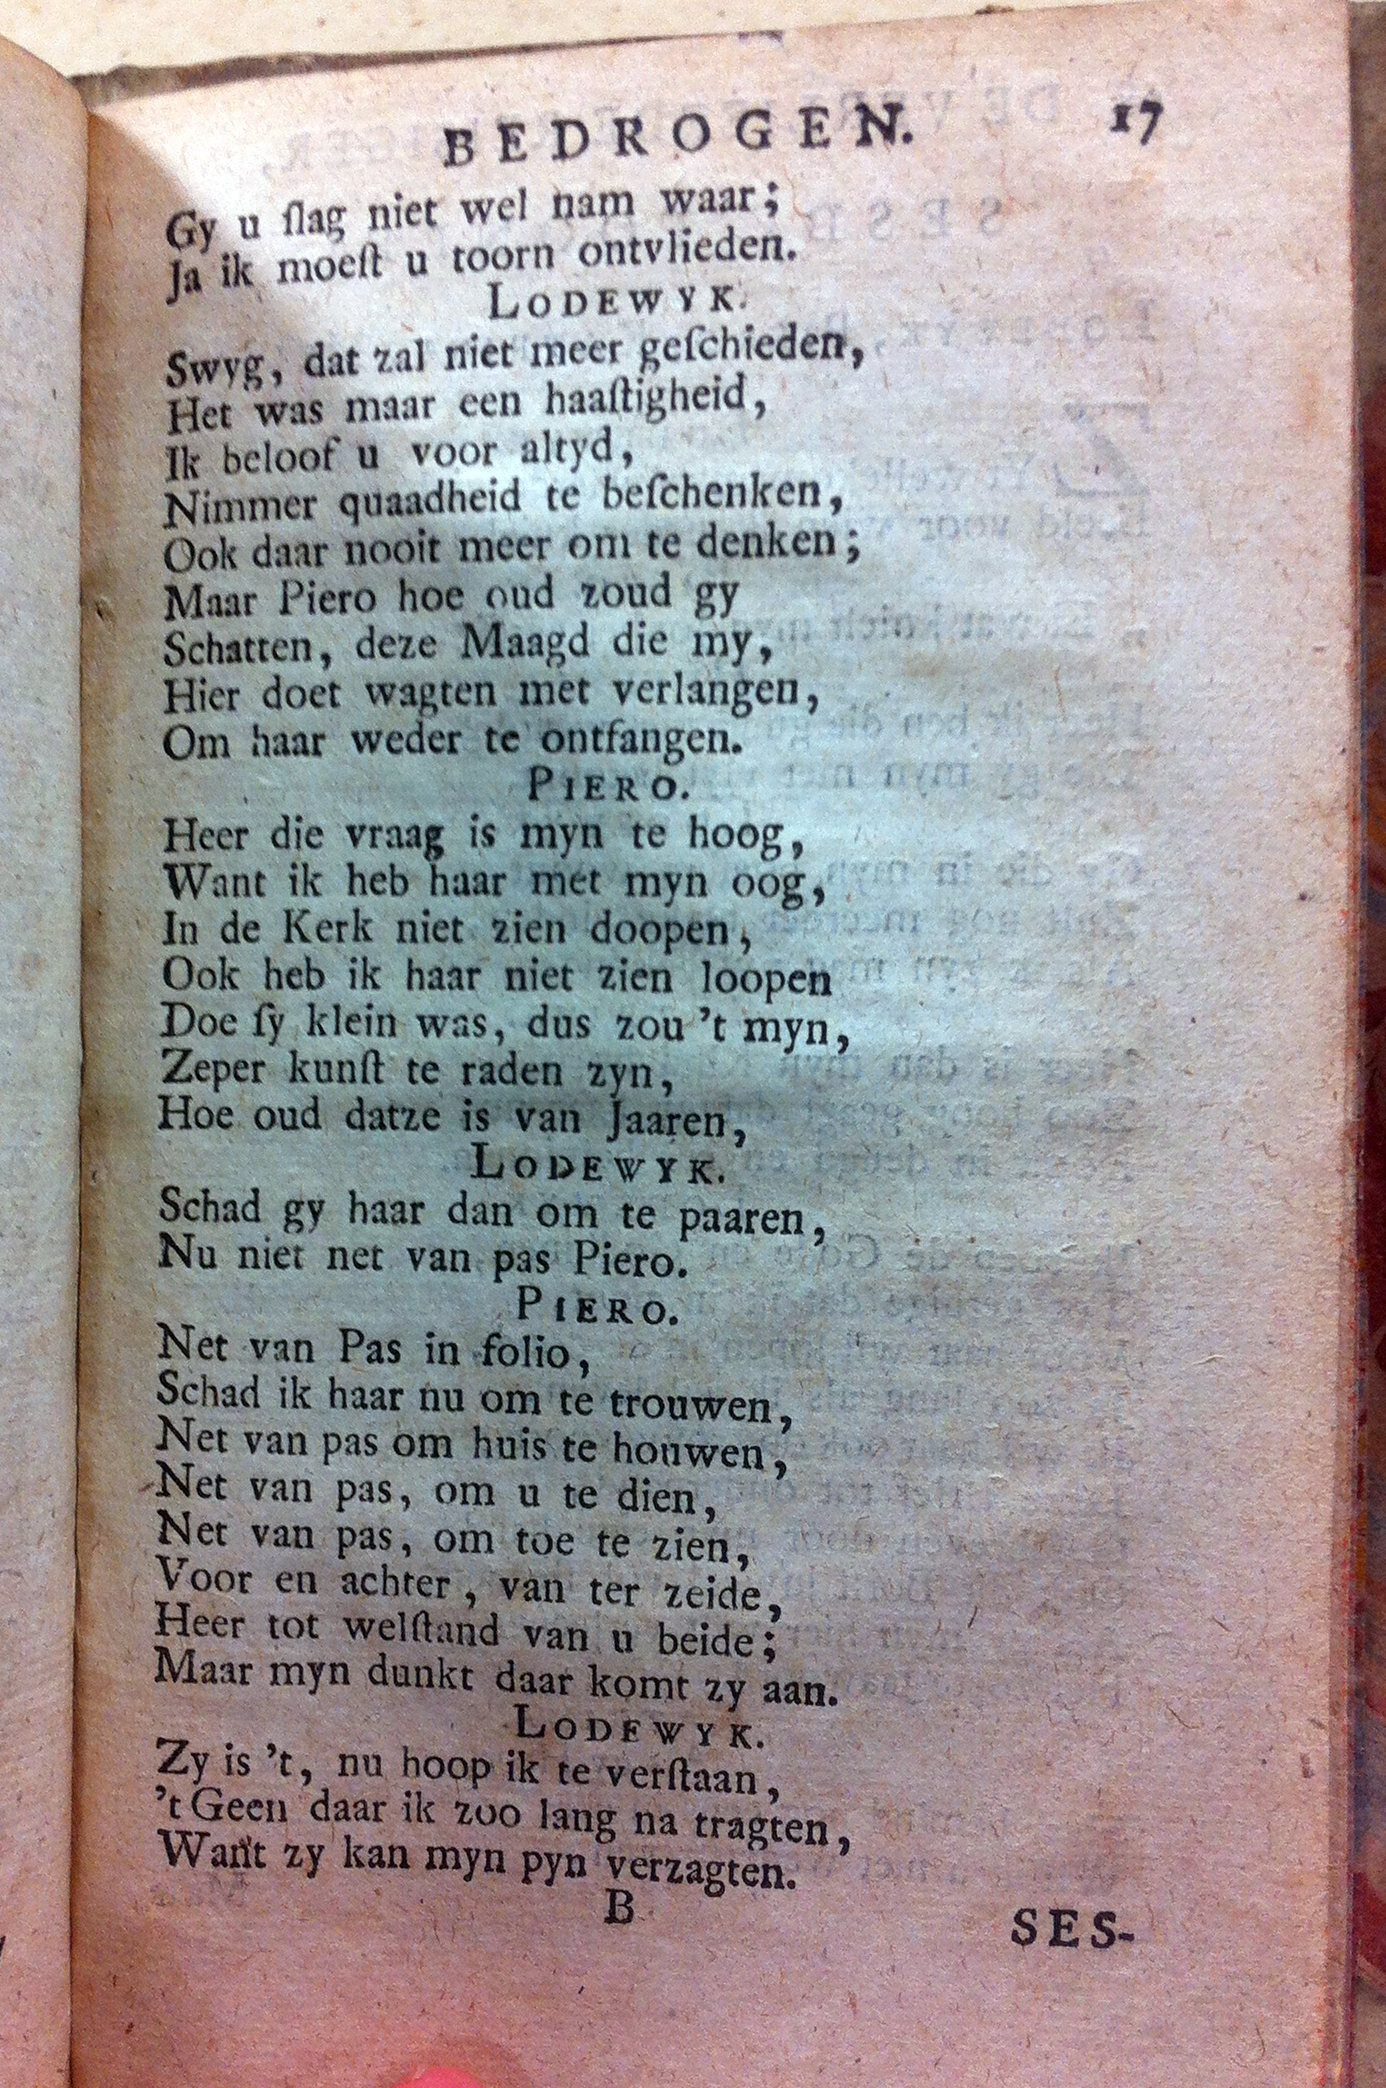 BEDROGEN. 17
Gy u ſlag niet wel nam waar;
Ja ik moeſt u toorn ontvlieden.
LODEWYK.
Swyg, dat zal niet meer geſchieden,
Het was maar een haaſtigheid,
Ik beloof u voor altyd,
Nimmer quaadheid te beſchenken,
Ook daar nooit meer om te denken;
Maar Piero hoe oud zoud gy
Schatten, deze Maagd die my,
Hier doet wagten met verlangen,
Om haar weder te ontfangen.
PIERO.
Heer die vraag is myn te hoog,
Want ik heb haar met myn oog,
In de Kerk niet zien doopen,
Ook heb ik haar niet zien loopen
Doe ſy klein was, dus zou 't myn,
Zeper kunſt te raden zyn,
Hoe oud datze is van Jaaren,
LODEWYK.
Schad gy haar dan om te paaren,
Nu niet net van pas Piero.
PIERO.
Net van Pas in folio,
Schad ik haar nu om te trouwen,
Net van pas om huis te houwen,
Net van pas, om u te dien,
Net van pas, om toe te zien,
Voor en achter, van ter zeide,
Heer tot welſtand van u beide;
Maar myn dunkt daar komt zy aan.
LODEWYK.
Zy is 't, nu hoop ik te verſtaan,
't Geen daar ik zoo lang na tragten,
Want zy kan myn pyn verzagten.
B SES-